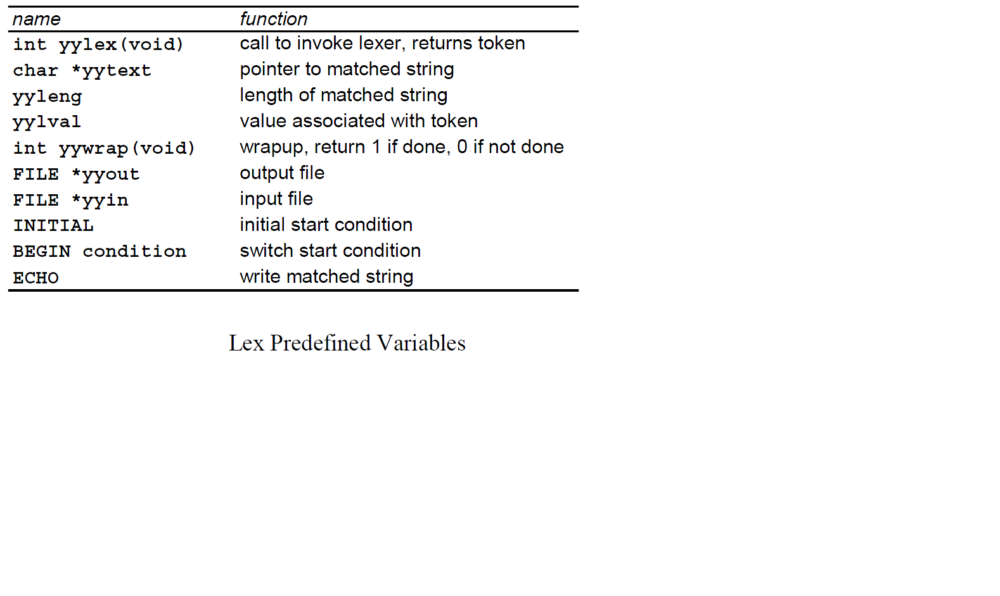 name function
int yylex(void) call to invoke lexer, returns token
char *yytext pointer to matched string
yyleng length of matched string
yylval value associated with token
int yywrap(void) wrapup, return 1 if done, 0 if not done
FILE *yyout output file
FILE *yyin input file
INITIAL initial start condition
BEGIN condition switch start condition
ECHO write matched string
Lex Predefined Variables